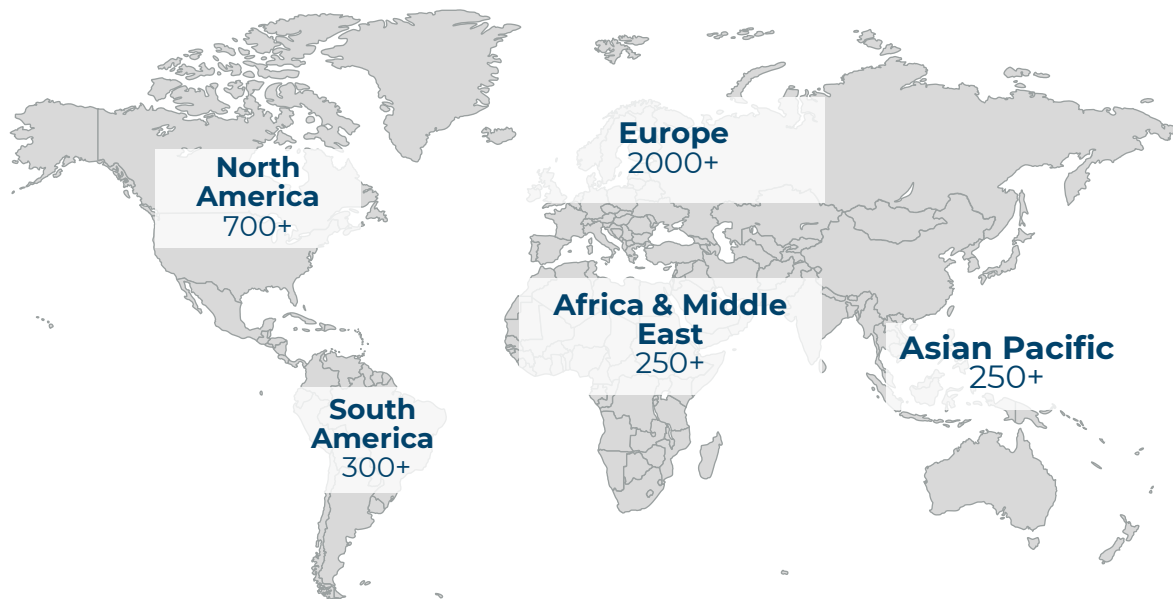 Europe
2000+
North
America
700+
Africa & Middle
East
250+
Asian Pacific
250+
South
America
300+